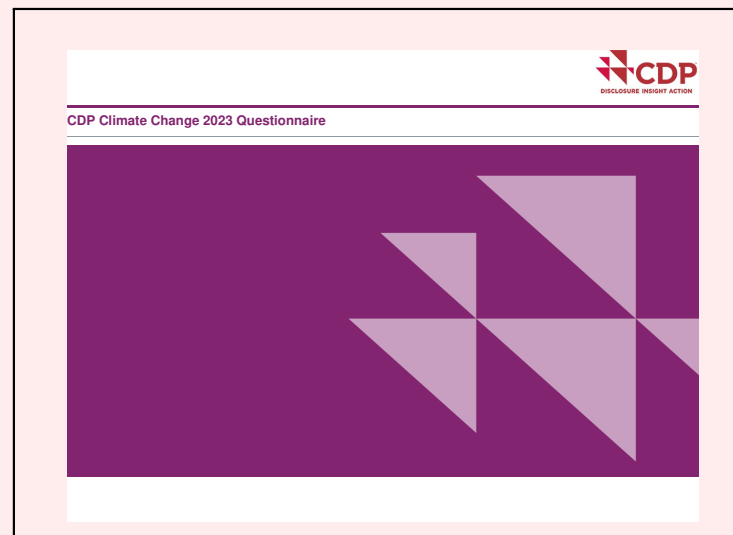 CDP
DISCLOSURE INSIGHT ACTION
CDP Climate Change 2023 Questionnaire